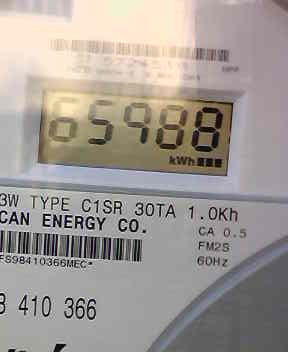 65988
kWh
3W TYPE C1SR 30TA 1.0Kh
CAN ENERGY CO.
CA 0.5
FM2S
60Hz
FS98410366MEC*
8 410 366